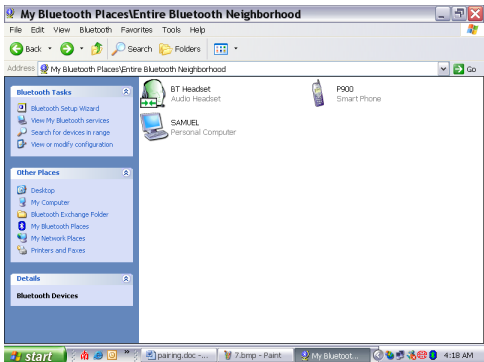 My Bluetooth Places\Entire Bluetooth Neighborhood
File Edit View Bluetooth Favorites Tools Help
Back Search Folders
Address My Bluetooth Places\Entire Bluetooth Neighborhood Go
Bluetooth Tasks
Bluetooth Setup Wizard
View My Bluetooth services
Search for devices in range
View or modify configuration
Other Places
Desktop
My Computer
Bluetooth Exchange Folder
My Bluetooth Places
My Network Places
Printers and Faxes
Details
Bluetooth Devices
BT Headset
Audio Headset
P900
Smart Phone
SAMUEL
Personal Computer
start pairing.doc -... 7.bmp - Paint My Bluetoot... 4:18 AM